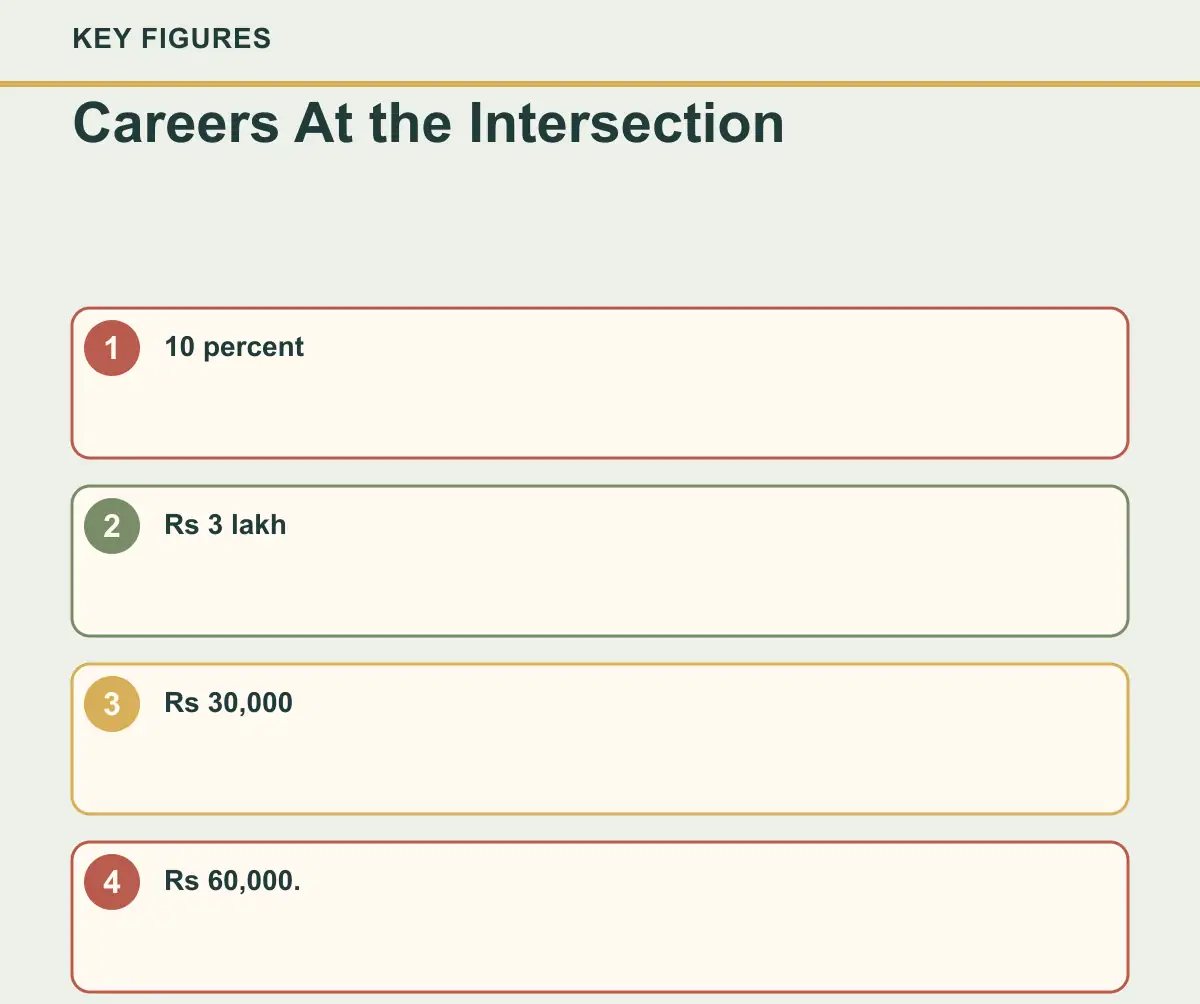 KEY FIGURES
Careers At the Intersection
1 10 percent
2 Rs 3 lakh
3 Rs 30,000
4 Rs 60,000.